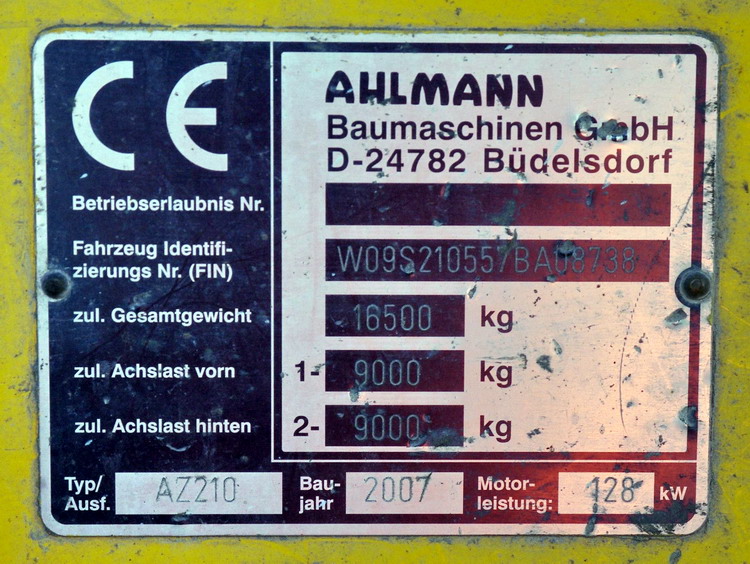 CE
AHLMANN
Baumaschinen GmbH
D-24782 Büdelsdorf
Betriebserlaubnis Nr.
Fahrzeug Identifi-
zierungs Nr. (FIN) W09S210557BA08738
zul. Gesamtgewicht 16500 kg
zul. Achslast vorn 1- 9000 kg
zul. Achslast hinten 2- 9000 kg
Typ/
Ausf. AZ210
Bau-
jahr 2007
Motor-
leistung: 128 kW